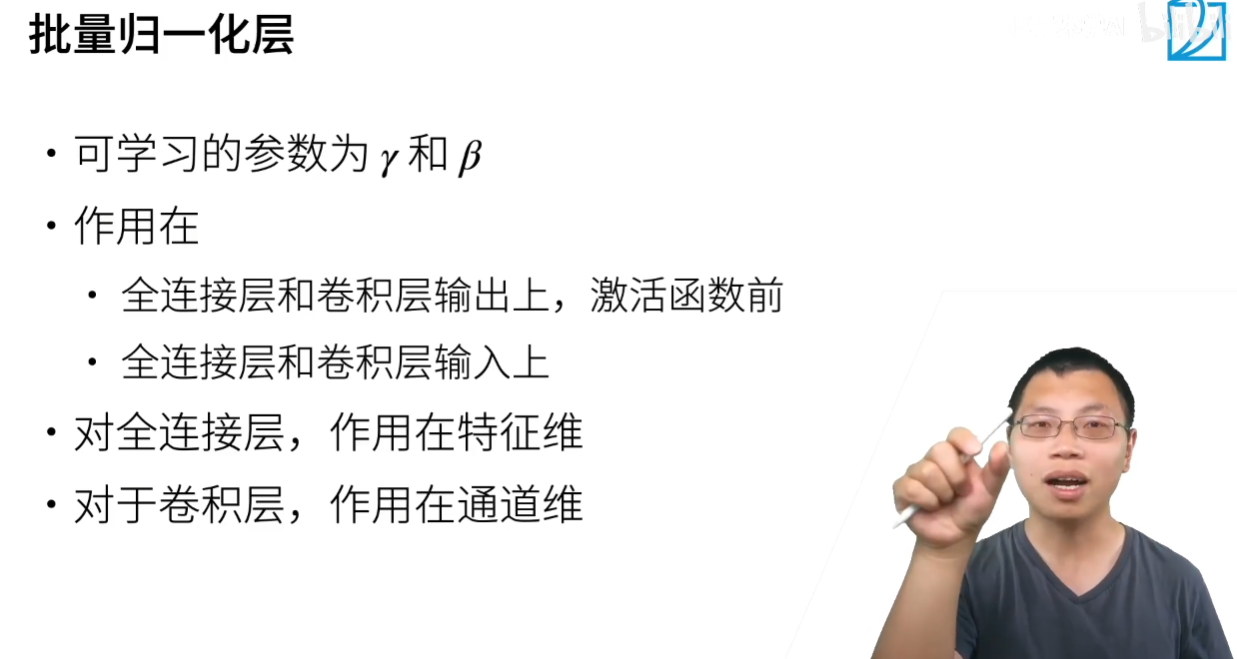 批量归一化层
bilibili
• 可学习的参数为 γ 和 β
• 作用在
• 全连接层和卷积层输出上，激活函数前
• 全连接层和卷积层输入上
• 对全连接层，作用在特征维
• 对于卷积层，作用在通道维